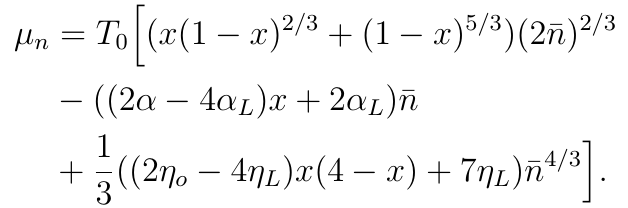 μ_n = T_0[(x(1 − x)^{2/3} + (1 − x)^{5/3})(2n̄)^{2/3}
− ((2α − 4α_L)x + 2α_L)n̄
+ \frac{1}{3}((2η_o − 4η_L)x(4 − x) + 7η_L)n̄^{4/3}].